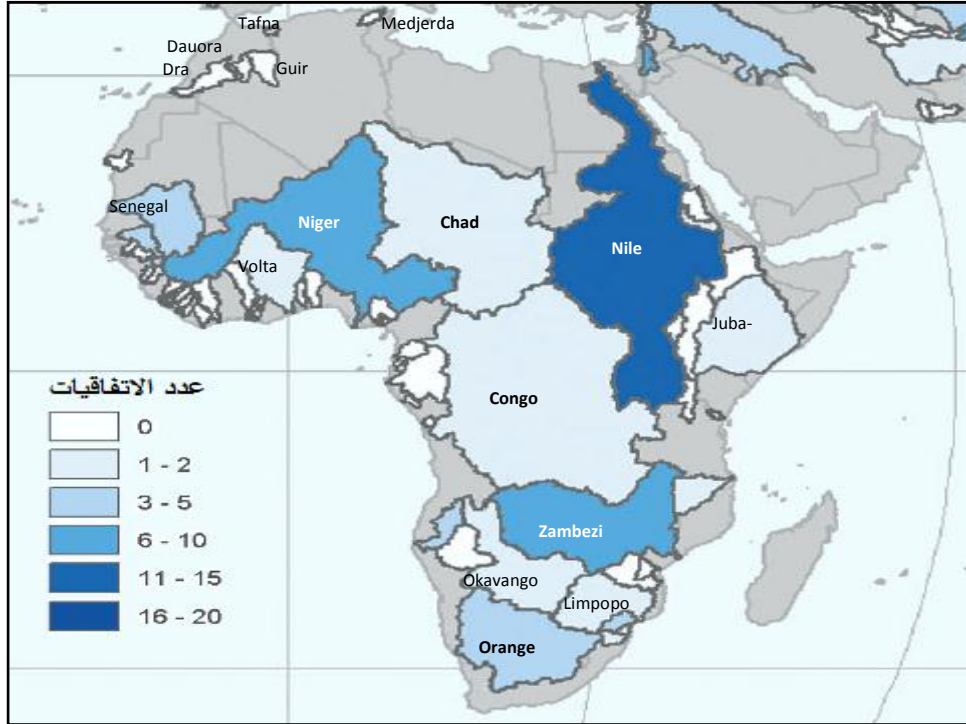 Tafna
Medjerda
Dauora
Dra
Guir
Senegal
Niger
Chad
Nile
Volta
Juba-
Congo
Zambezi
Okavango
Limpopo
Orange
عدد الاتفاقيات
0
1 - 2
3 - 5
6 - 10
11 - 15
16 - 20